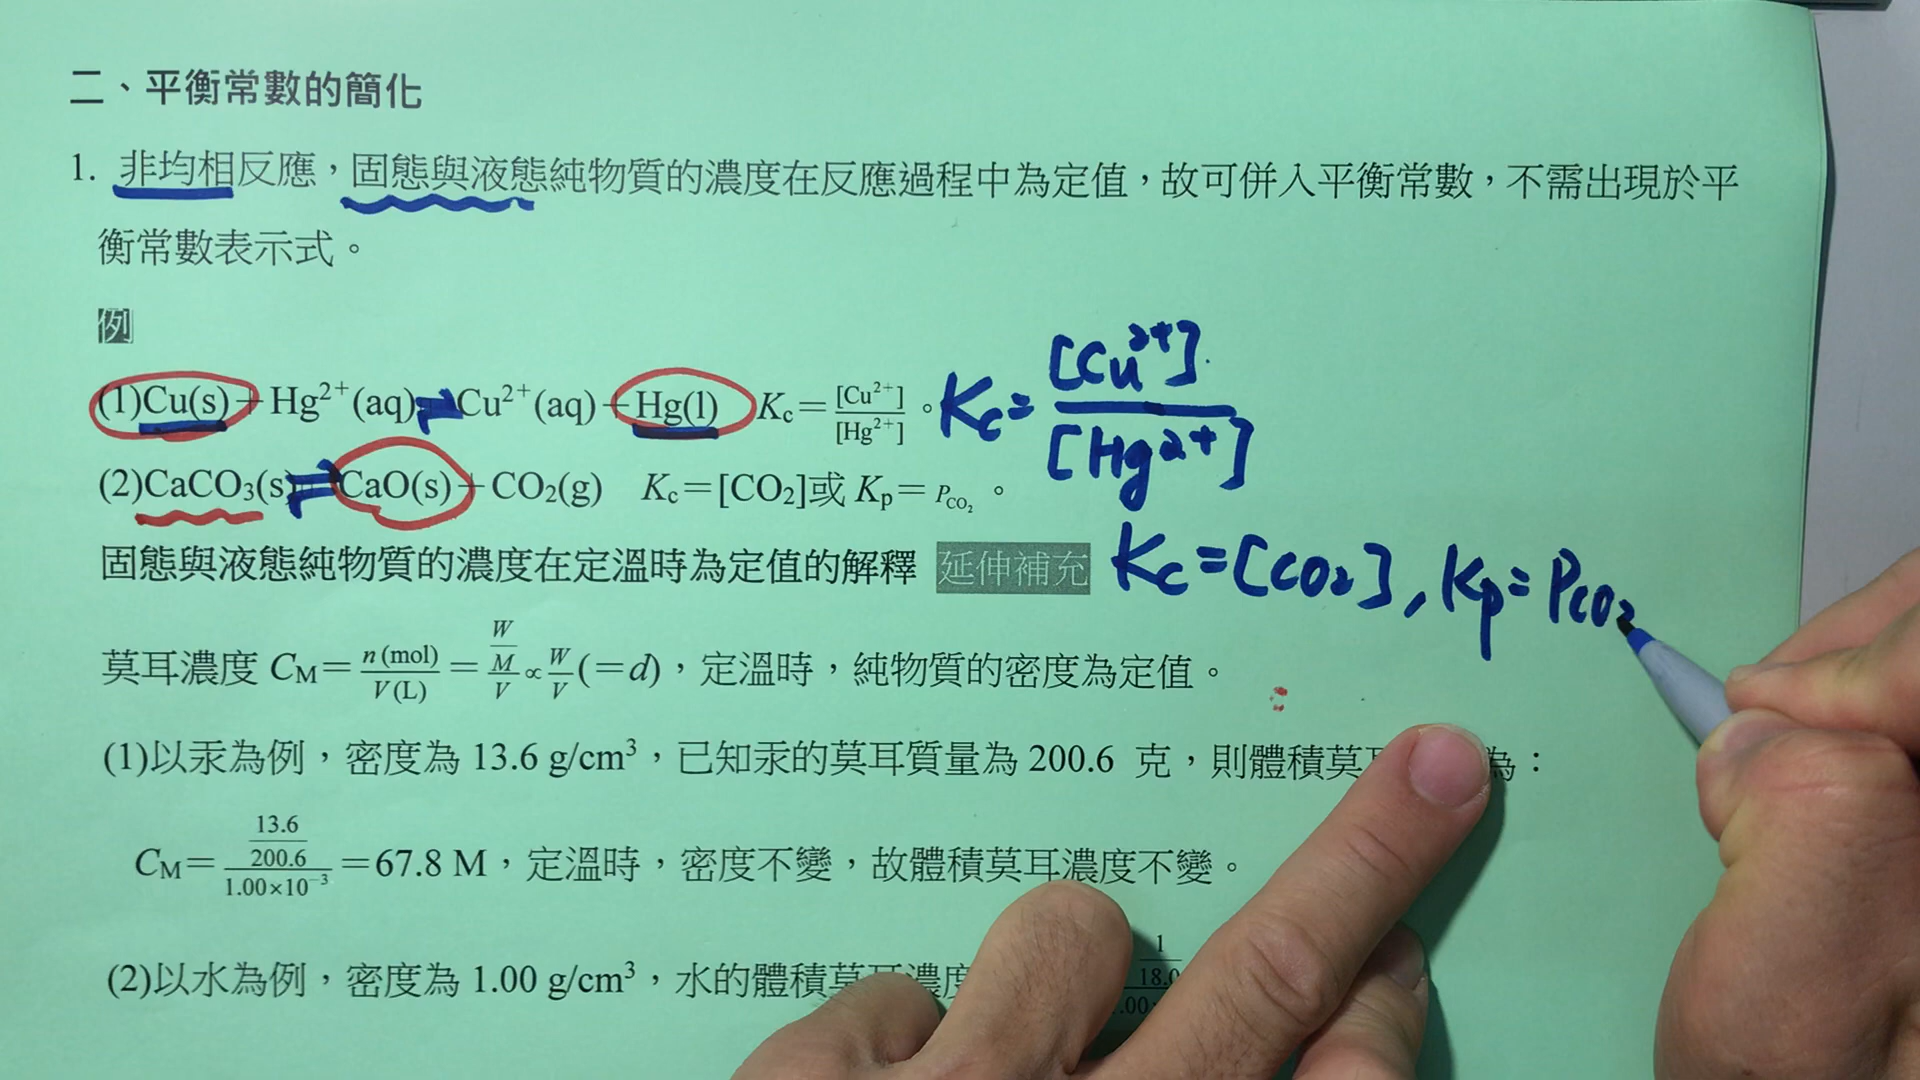 二、平衡常數的簡化
1. 非均相反應，固態與液態純物質的濃度在反應過程中為定值，故可併入平衡常數，不需出現於平
衡常數表示式。
例
(1)Cu(s)+Hg²⁺(aq)⇌Cu²⁺(aq)+Hg(l) Kc=[Cu²⁺]/[Hg²⁺]。 Kc=[Cu²⁺]/[Hg²⁺]
(2)CaCO₃(s)⇌CaO(s)+CO₂(g) Kc=[CO₂]或 Kp=P_CO₂。
固態與液態純物質的濃度在定溫時為定值的解釋 延伸補充 Kc=[CO₂], Kp=P_CO₂
莫耳濃度 C_M=n(mol)/V(L)=(W/M)/V∝W/V(=d)，定溫時，純物質的密度為定值。
(1)以汞為例，密度為 13.6 g/cm³，已知汞的莫耳質量為 200.6 克，則體積莫 為：
C_M=(13.6/200.6)/(1.00×10⁻³)=67.8 M，定溫時，密度不變，故體積莫耳濃度不變。
(2)以水為例，密度為 1.00 g/cm³，水的體積莫耳濃度 1 18.0 .00